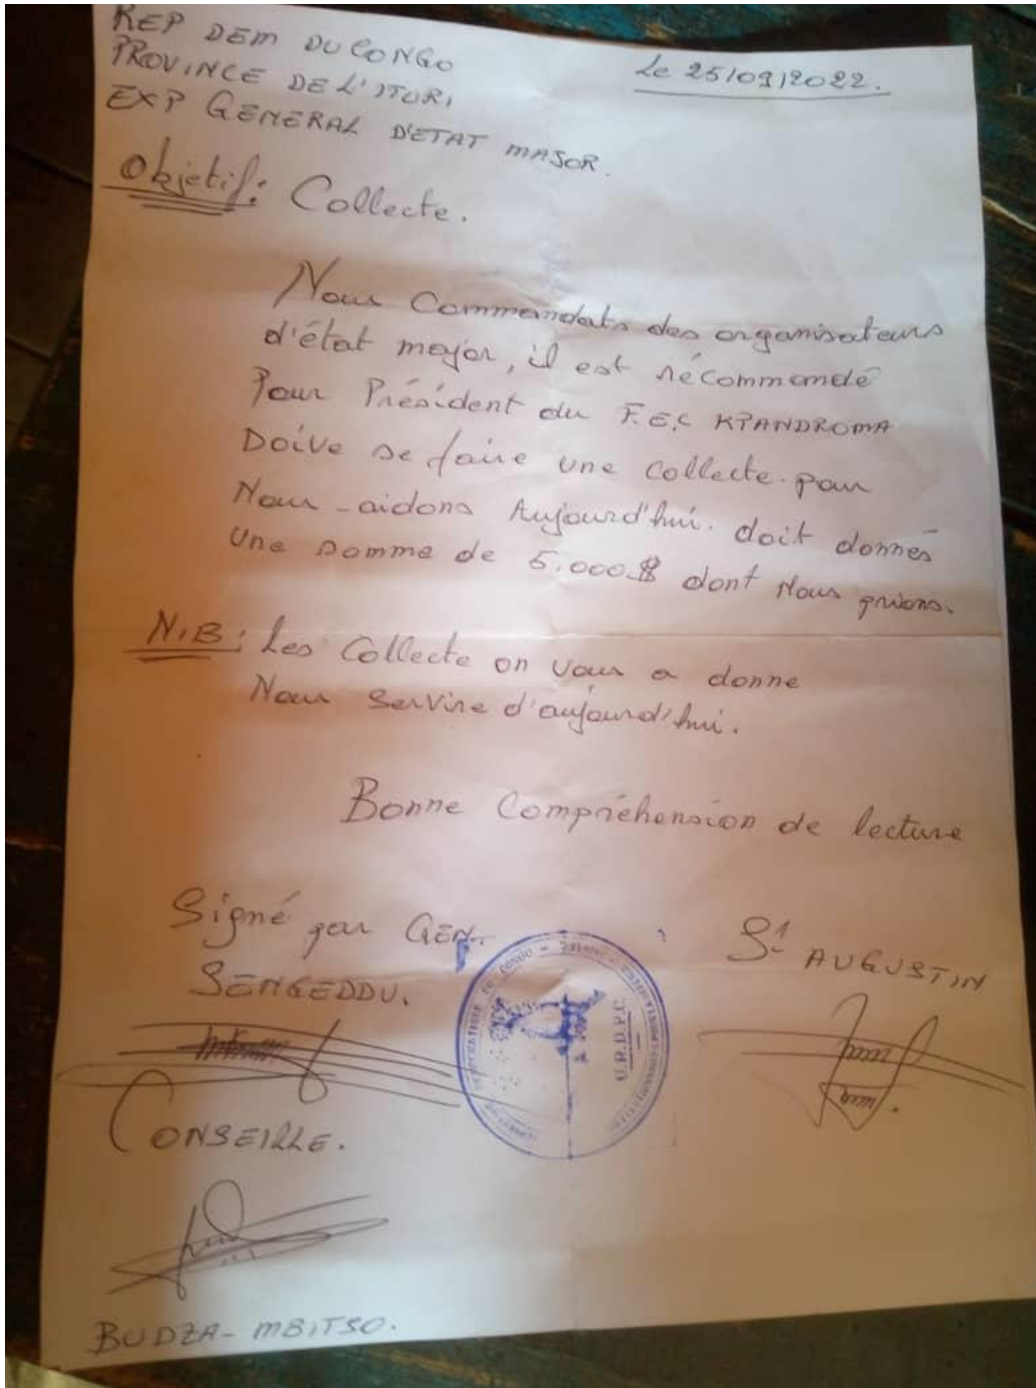 REP DEM DU CONGO
PROVINCE DE L'ITURI
EXP GENERAL D'ETAT MAJOR.
Le 25/09/2022.
Objetif: Collecte.
Nous Commandats des organisateurs
d'état major, il est récommandé
Pour Président du F.E.C KPANDROMA
Doive se faire une collecte pour
Nous-aidons Aujourd'hui. doit donnés
Une somme de 5.000 $ dont Nous prions.
N.B: Les Collecte on vous a donne
Nous Servire d'aujourd'hui.
Bonne Compréhension de lecture
Signé par GEN.
SENGEDDU.
St AUGUSTIN
U.R.D.P.C.
CONSEILLE.
BUDZA-MBITSO.